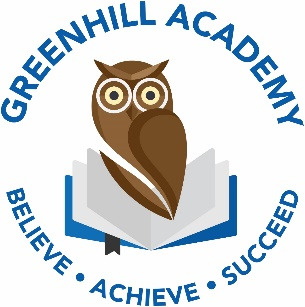 GREENHILL ACADEMY
BELIEVE • ACHIEVE • SUCCEED